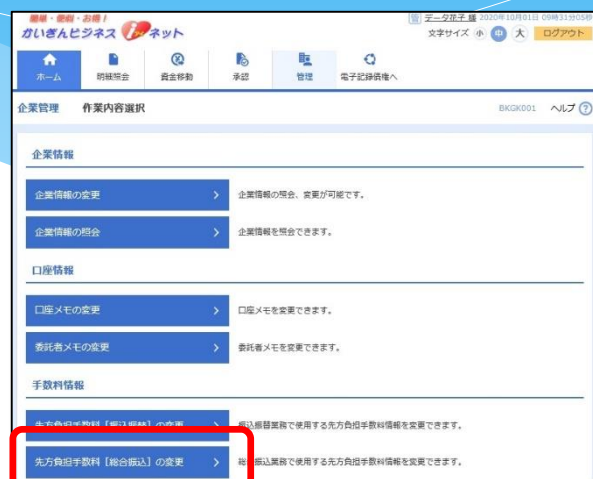 簡単・便利・お得！
かいぎんビジネスネット
データ花子 様 2020年10月01日 09時31分05秒
文字サイズ 小 中 大 ログアウト
ホーム 明細照会 資金移動 承認 管理 電子記録債権へ
企業管理 作業内容選択 BKGK001 ヘルプ ?
企業情報
企業情報の変更 企業情報の照会、変更が可能です。
企業情報の照会 企業情報を照会できます。
口座情報
口座メモの変更 口座メモを変更できます。
委託者メモの変更 委託者メモを変更できます。
手数料情報
先方負担手数料［振込振替］の変更 振込振替業務で使用する先方負担手数料情報を変更できます。
先方負担手数料［総合振込］の変更 総合振込業務で使用する先方負担手数料情報を変更できます。